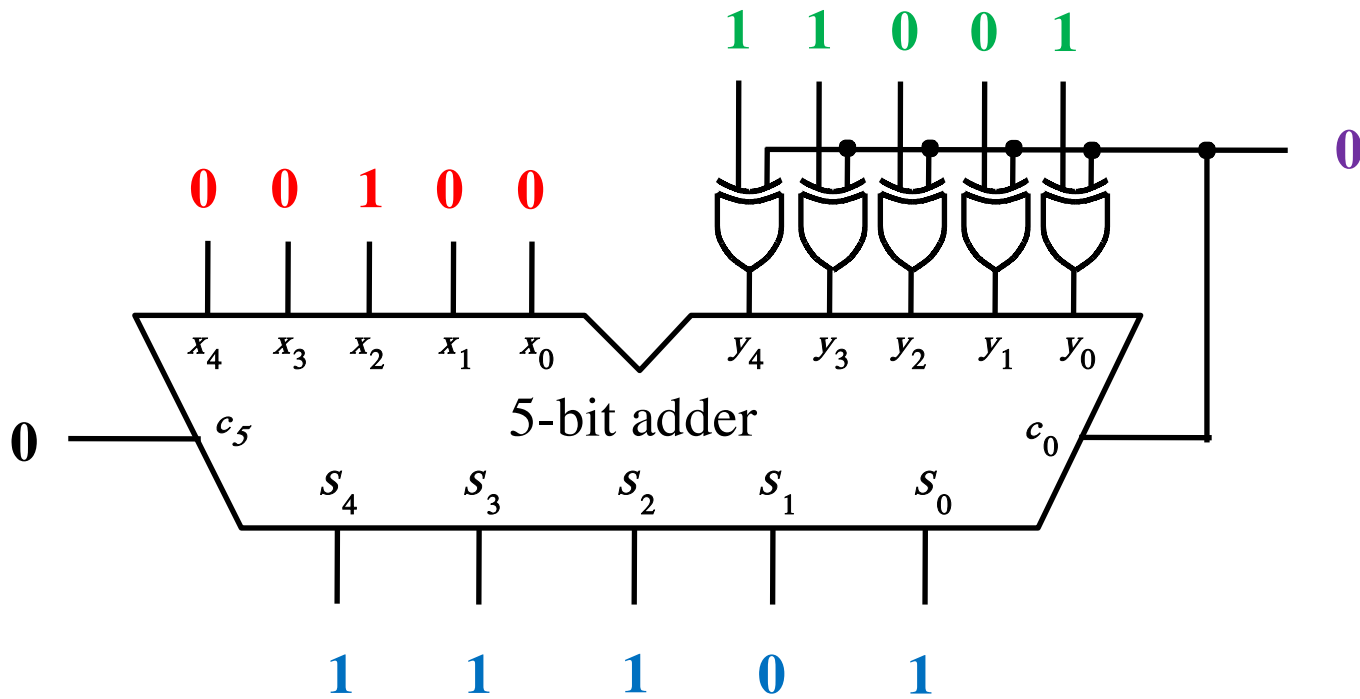 1 1 0 0 1
0
0 0 1 0 0
x4 x3 x2 x1 x0 y4 y3 y2 y1 y0
0 c5 5-bit adder c0
S4 S3 S2 S1 S0
1 1 1 0 1